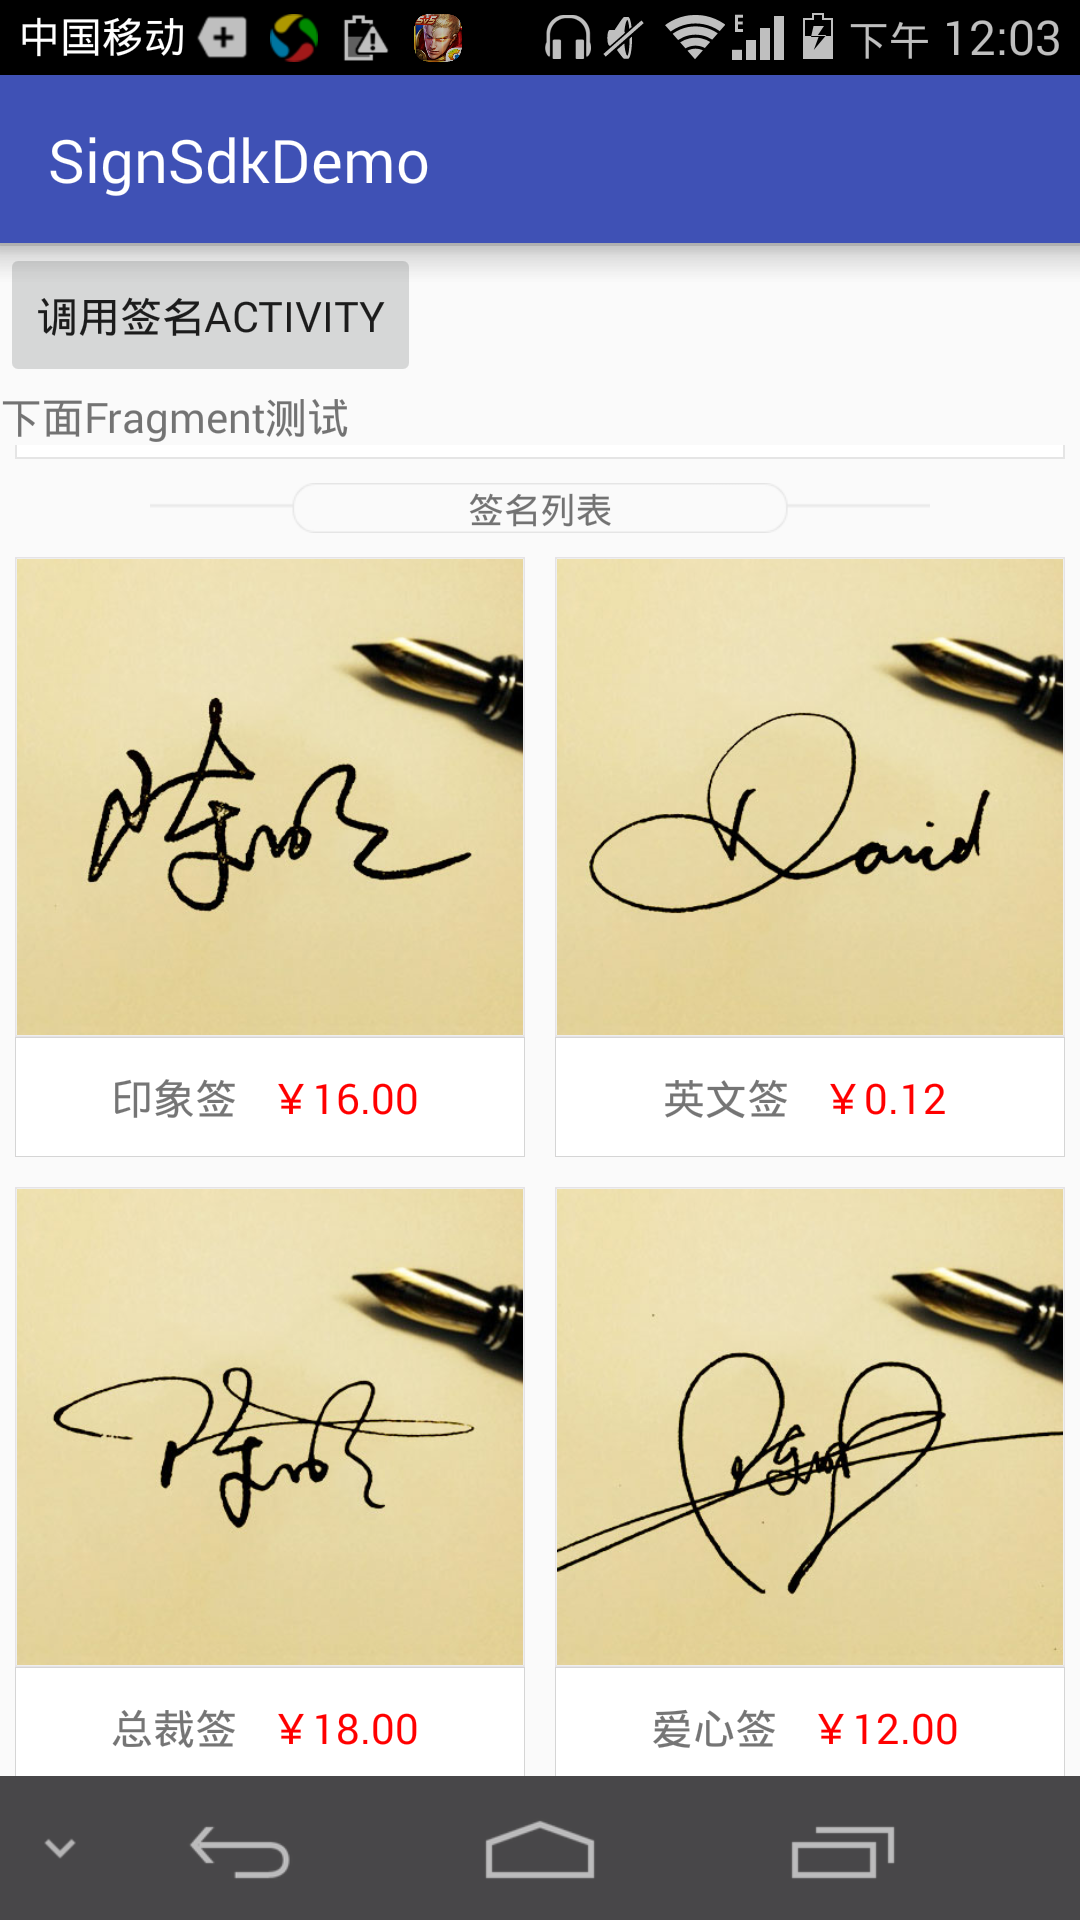 中国移动 E 下午 12:03
SignSdkDemo
调用签名ACTIVITY
下面Fragment测试
签名列表
David
印象签 ￥16.00
英文签 ￥0.12
总裁签 ￥18.00
爱心签 ￥12.00